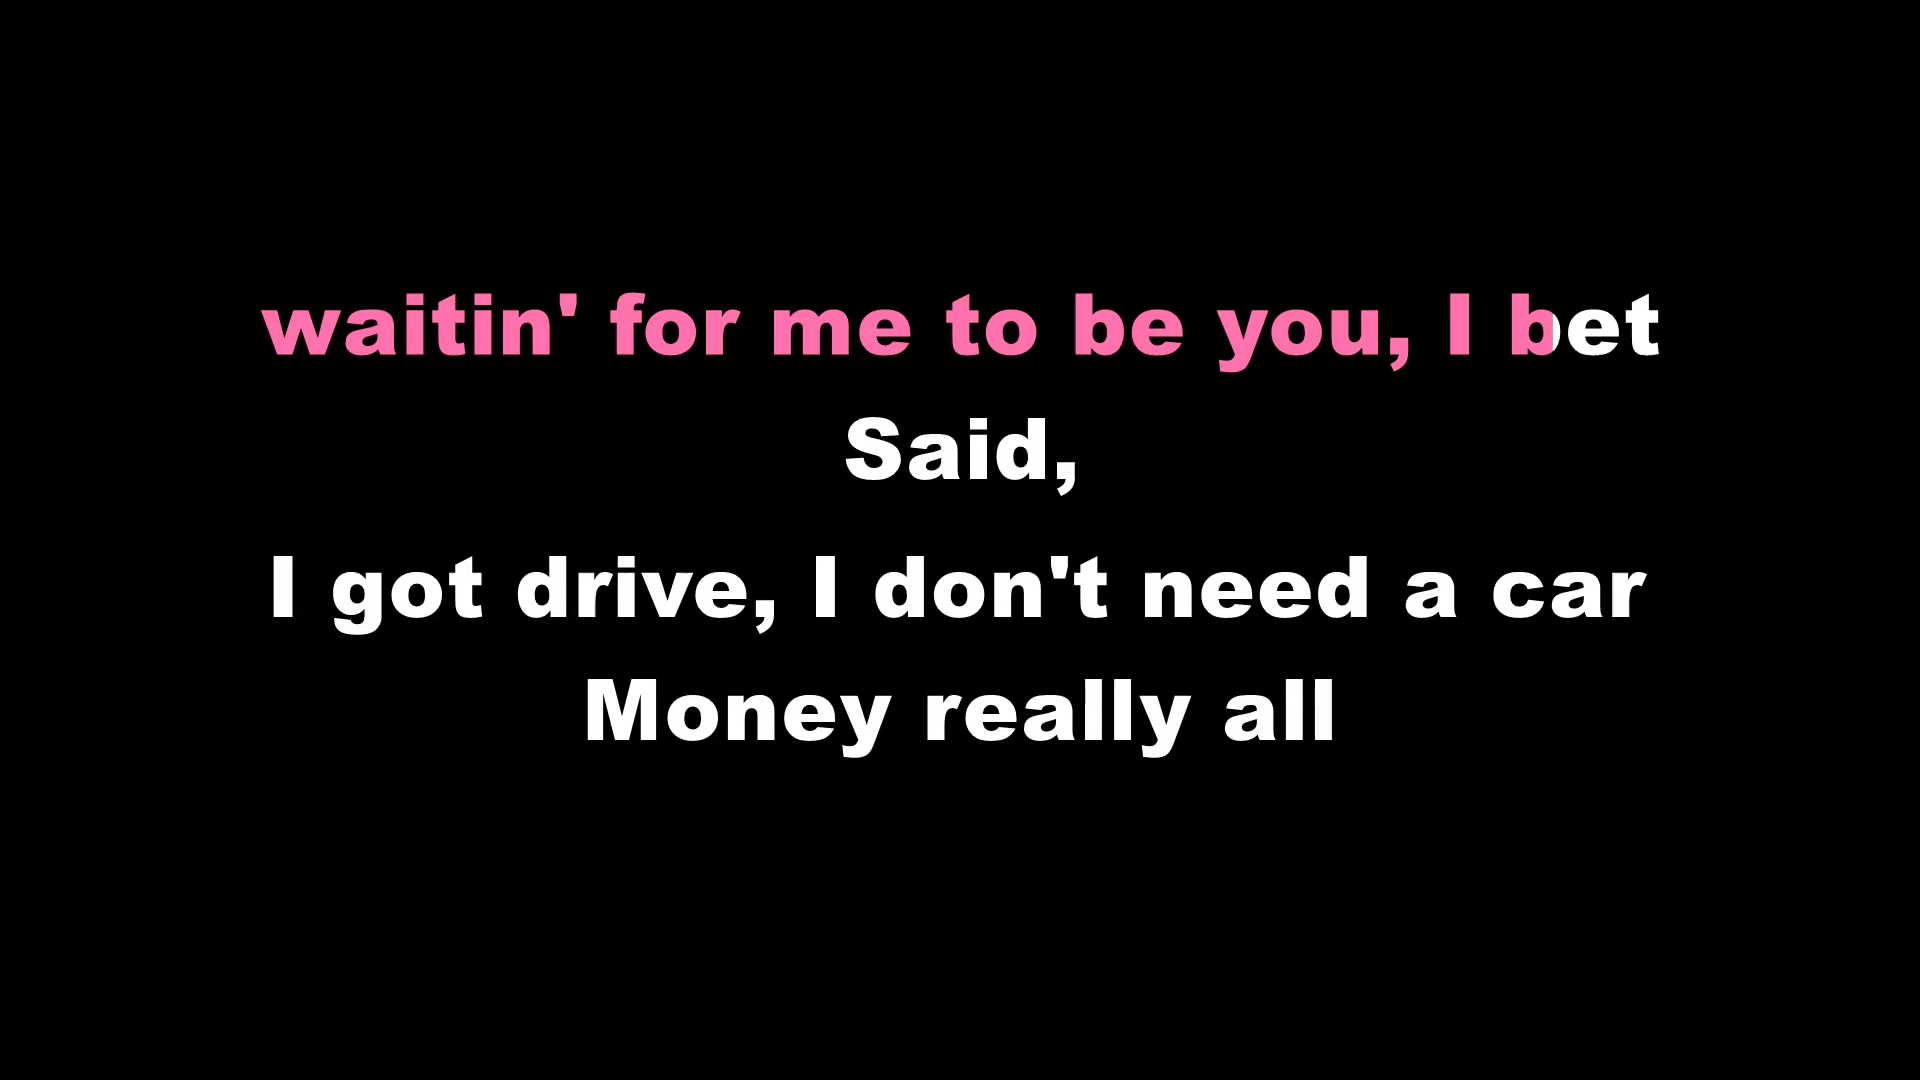 waitin' for me to be you, I bet
Said,
I got drive, I don't need a car
Money really all